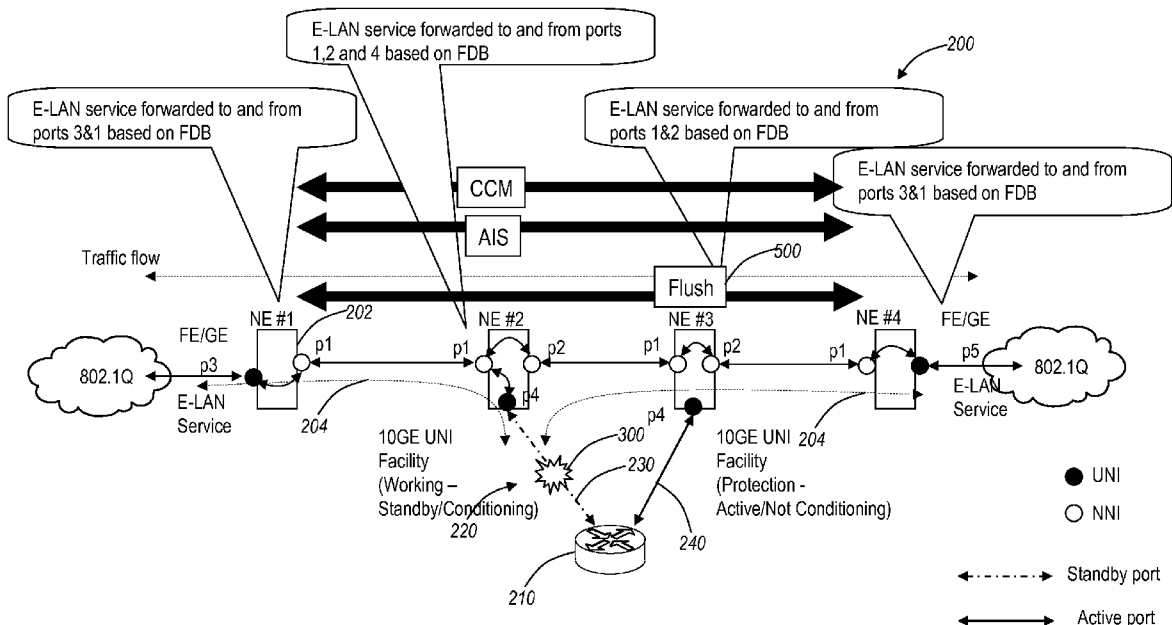 E-LAN service forwarded to and from ports
1,2 and 4 based on FDB
200
E-LAN service forwarded to and from
ports 3&1 based on FDB
E-LAN service forwarded to and from
ports 1&2 based on FDB
E-LAN service forwarded to and from
ports 3&1 based on FDB
CCM
AIS
Traffic flow
500
Flush
NE #1
202
NE #2
NE #3
NE #4
FE/GE
FE/GE
p1
p1
p2
p1
p2
p1
802.1Q
p3
p5
802.1Q
E-LAN
Service
204
p4
p4
204
E-LAN
Service
10GE UNI
Facility
(Working –
Standby/Conditioning)
220
300
230
10GE UNI
Facility
(Protection -
Active/Not Conditioning)
240
210
UNI
NNI
Standby port
Active port